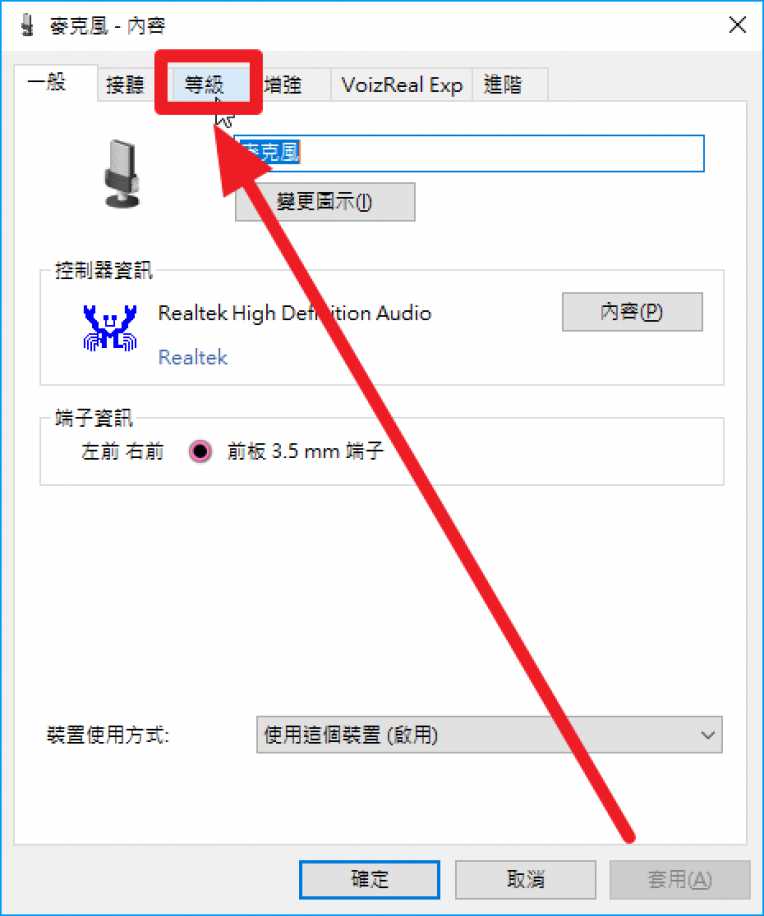 麥克風 - 內容
一般 接聽 等級 增強 VoizReal Exp 進階
麥克風
變更圖示(I)
控制器資訊
Realtek High Definition Audio
內容(P)
Realtek
端子資訊
左前 右前 前板 3.5 mm 端子
裝置使用方式: 使用這個裝置 (啟用)
確定 取消 套用(A)